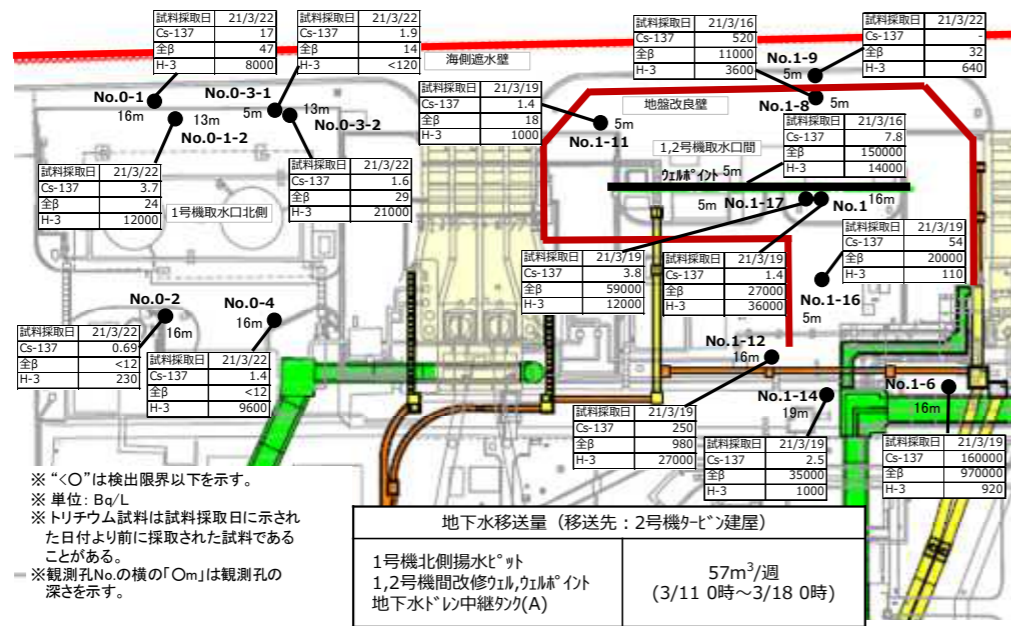 試料採取日 21/3/22
Cs-137 17
全β 47
H-3 8000
試料採取日 21/3/22
Cs-137 1.9
全β 14
H-3 <120
海側遮水壁
試料採取日 21/3/16
Cs-137 520
全β 11000
H-3 3600
試料採取日 21/3/22
Cs-137 -
全β 32
H-3 640
No.1-9
5m
No.0-1
16m
No.0-3-1
5m
13m
No.0-3-2
13m
No.0-1-2
試料採取日 21/3/19
Cs-137 1.4
全β 18
H-3 1000
5m
No.1-11
地盤改良壁
No.1-8
5m
試料採取日 21/3/16
Cs-137 7.8
全β 150000
H-3 14000
1,2号機取水口間
ウェルポイント 5m
試料採取日 21/3/22
Cs-137 3.7
全β 24
H-3 12000
1号機取水口北側
試料採取日 21/3/22
Cs-137 1.6
全β 29
H-3 21000
5m
No.1-17
No.1
16m
試料採取日 21/3/19
Cs-137 54
全β 20000
H-3 110
No.1-16
5m
試料採取日 21/3/19
Cs-137 3.8
全β 59000
H-3 12000
試料採取日 21/3/19
Cs-137 1.4
全β 27000
H-3 36000
No.0-2
16m
No.0-4
16m
試料採取日 21/3/22
Cs-137 0.69
全β <12
H-3 230
試料採取日 21/3/22
Cs-137 1.4
全β <12
H-3 9600
No.1-12
16m
No.1-14
19m
No.1-6
16m
試料採取日 21/3/19
Cs-137 250
全β 980
H-3 27000
試料採取日 21/3/19
Cs-137 2.5
全β 35000
H-3 1000
試料採取日 21/3/19
Cs-137 160000
全β 970000
H-3 920
※ “<○”は検出限界以下を示す。
※ 単位：Bq/L
※ トリチウム試料は試料採取日に示され
た日付より前に採取された試料である
ことがある。
※観測孔No.の横の「○m」は観測孔の
深さを示す。
地下水移送量（移送先：2号機ﾀｰﾋﾞﾝ建屋）
1号機北側揚水ﾋﾟｯﾄ
1,2号機間改修ｳｪﾙ,ｳｪﾙﾎﾟｲﾝﾄ
地下水ﾄﾞﾚﾝ中継ﾀﾝｸ(A)
57m³/週
(3/11 0時～3/18 0時)